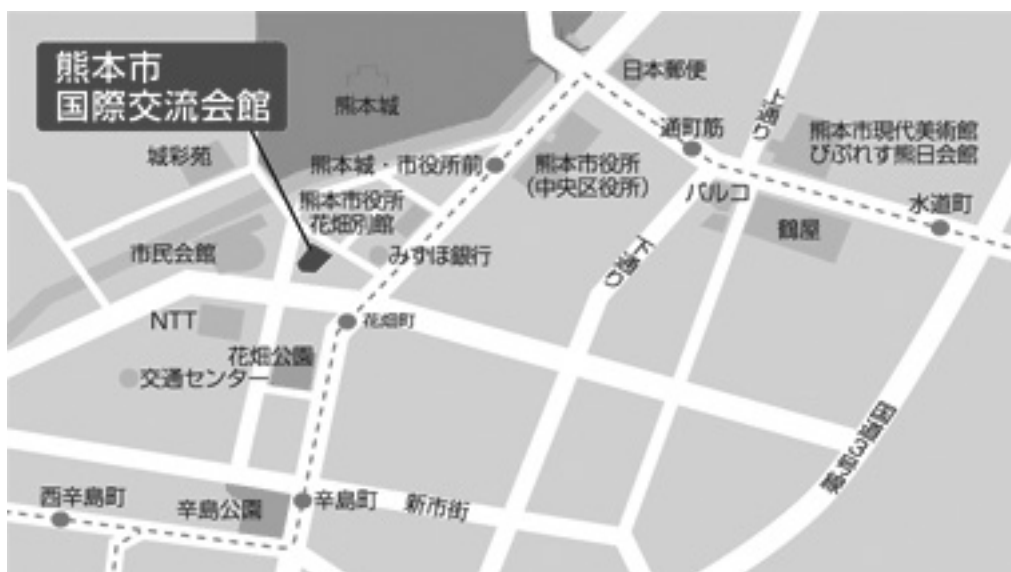 熊本市
国際交流会館
熊本城
日本郵便
上通り
城彩苑
熊本城・市役所前
通町筋
熊本市現代美術館
びぷれす熊日会館
熊本市役所
(中央区役所)
熊本市役所
花畑別館
パルコ
水道町
市民会館
みずほ銀行
下通り
鶴屋
NTT
花畑町
花畑公園
交通センター
国道3号線
西辛島町
辛島公園
辛島町
新市街